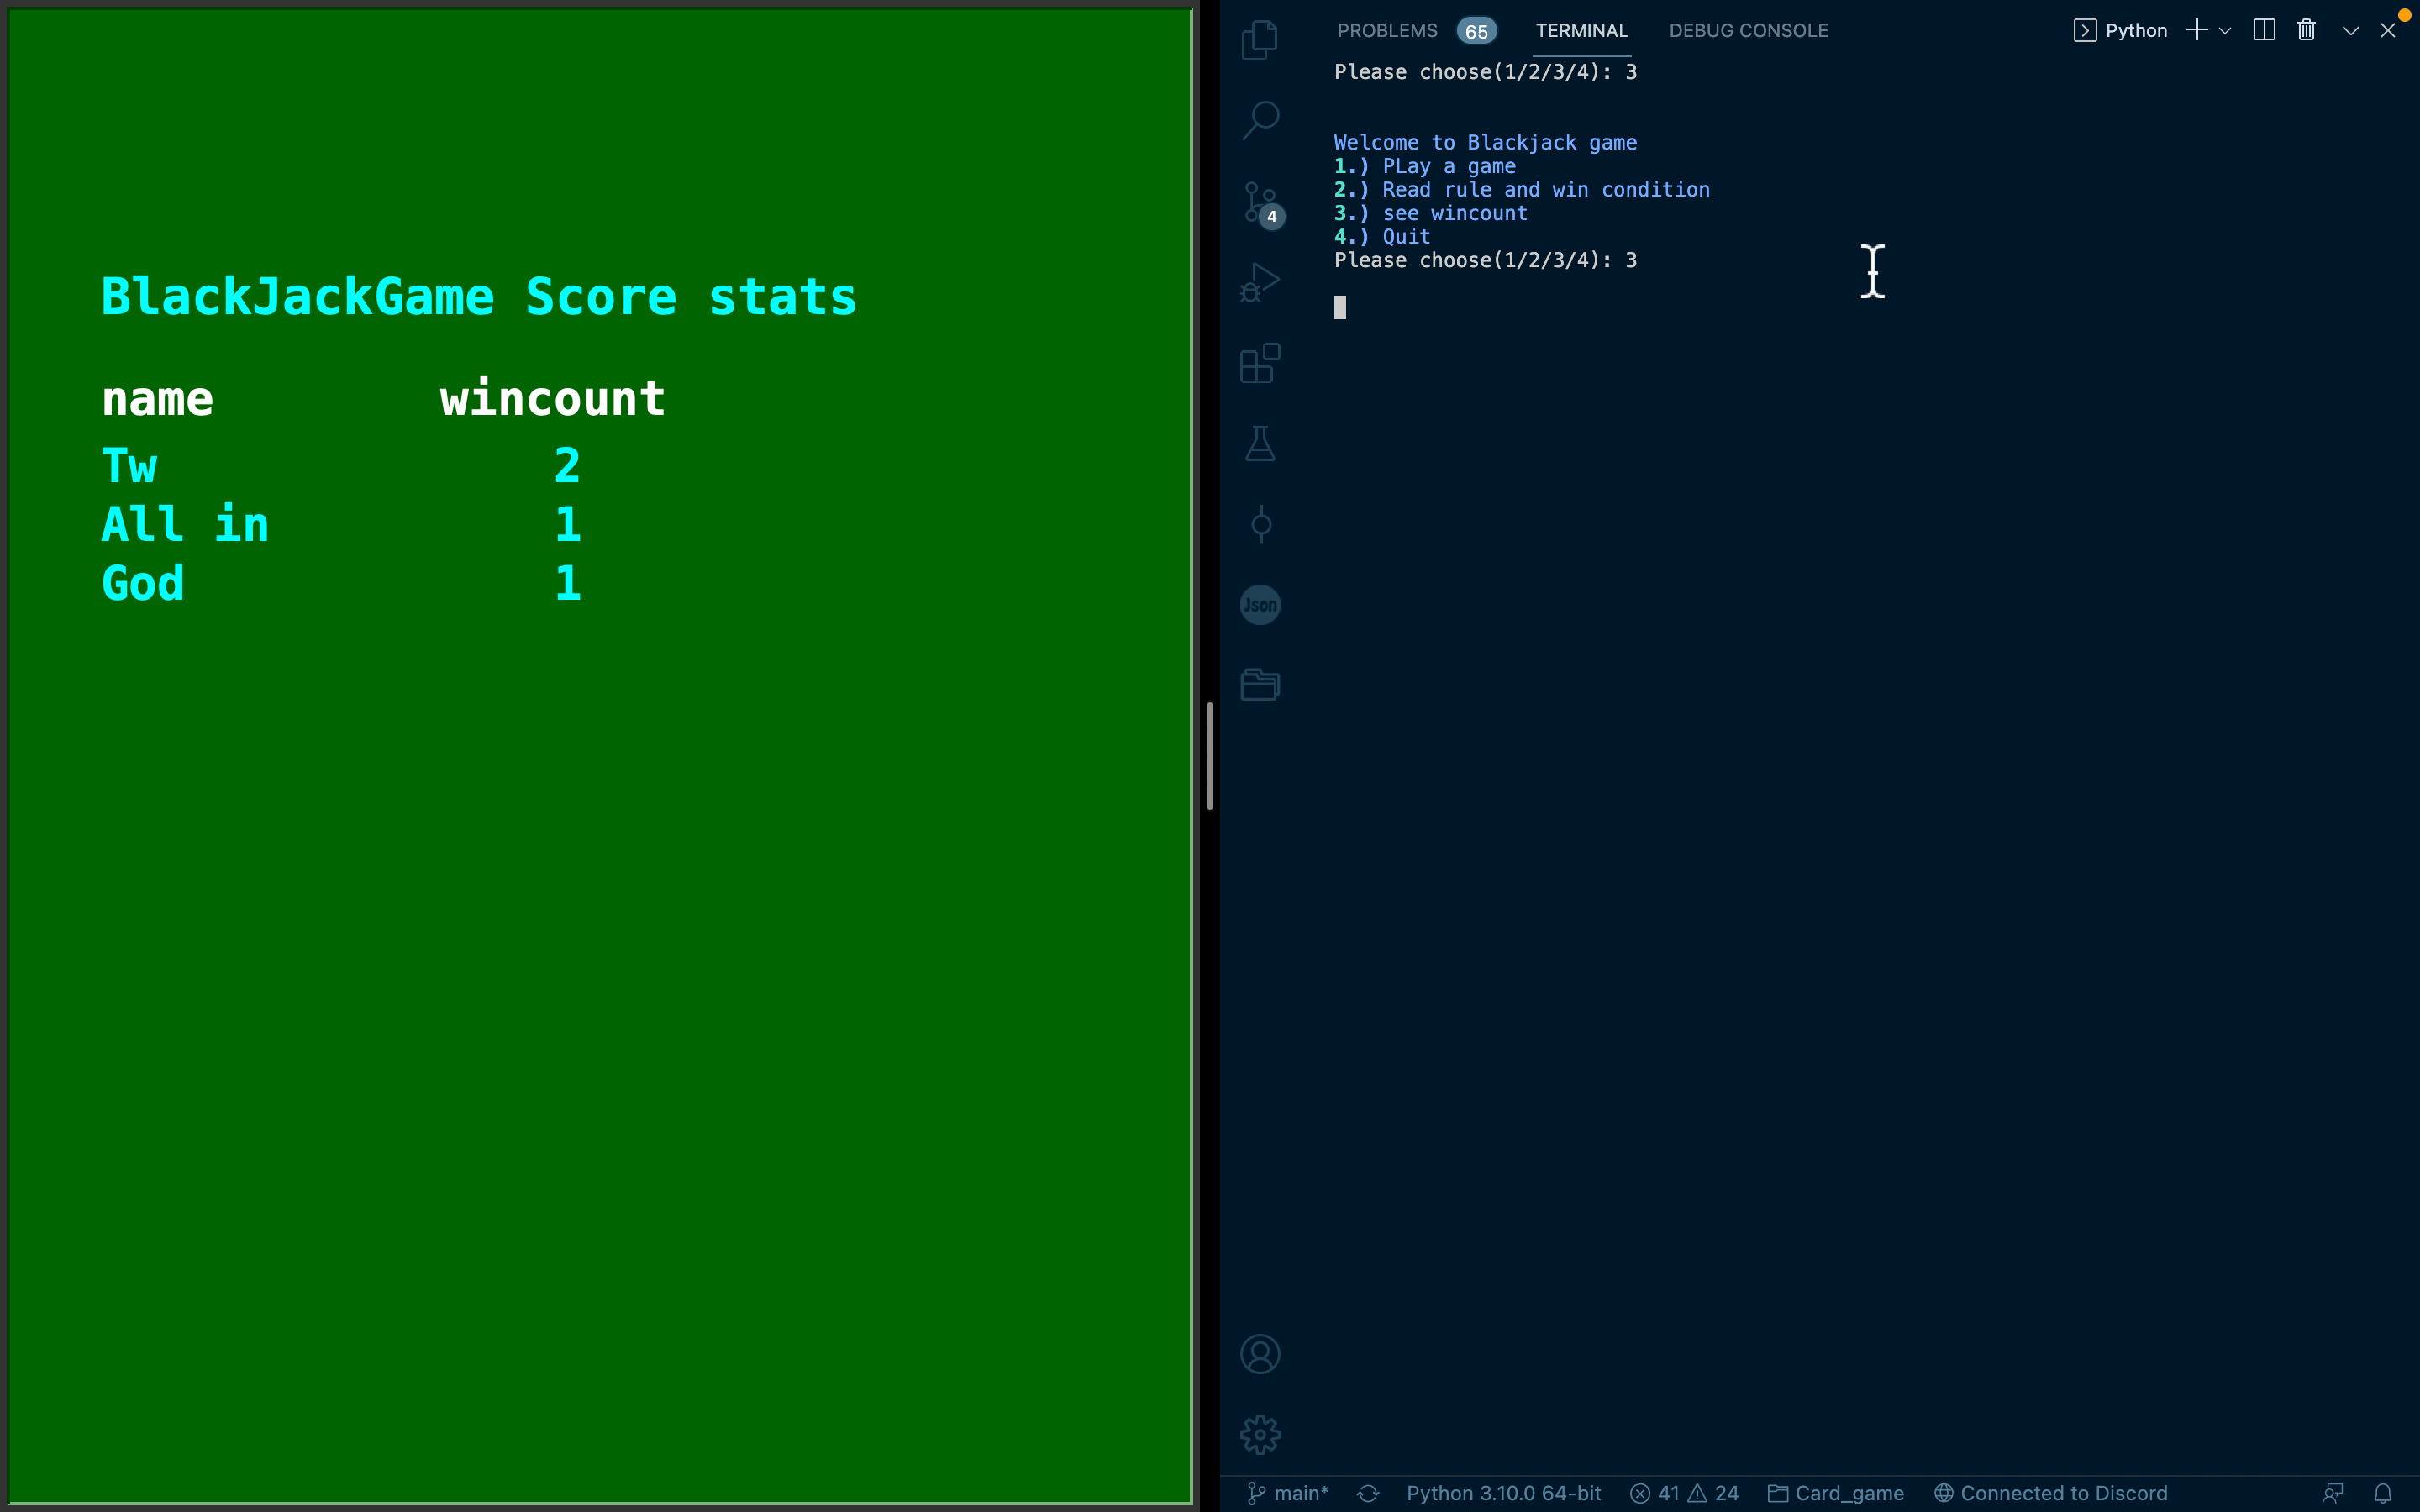 BlackJackGame Score stats
name wincount
Tw 2
All in 1
God 1
PROBLEMS 65 TERMINAL DEBUG CONSOLE Python
Please choose(1/2/3/4): 3
Welcome to Blackjack game
1.) PLay a game
2.) Read rule and win condition
3.) see wincount
4.) Quit
Please choose(1/2/3/4): 3
4
Json
main* Python 3.10.0 64-bit 41 24 Card_game Connected to Discord